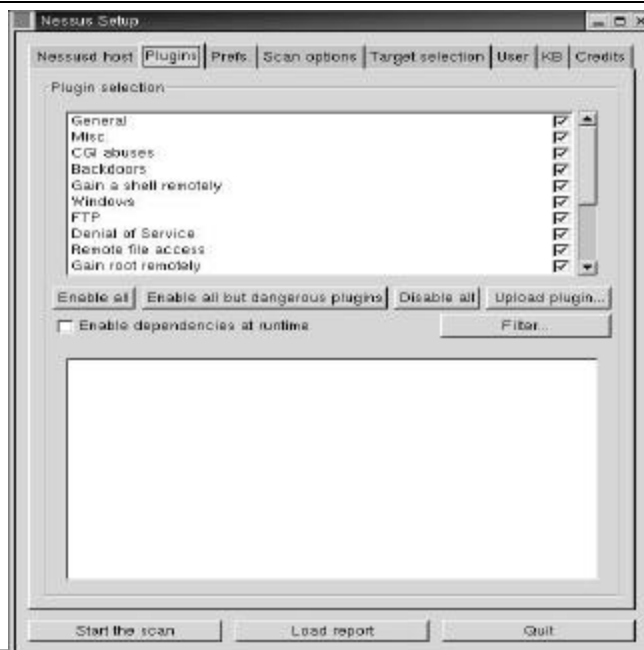 Nessus Setup
Nessusd host Plugins Prefs. Scan options Target selection User KB Credits
Plugin selection
General
Misc.
CGI abuses
Backdoors
Gain a shell remotely
Windows
FTP
Denial of Service
Remote file access
Gain root remotely
Enable all Enable all but dangerous plugins Disable all Upload plugin...
Enable dependencies at runtime Filter...
Start the scan Load report Quit